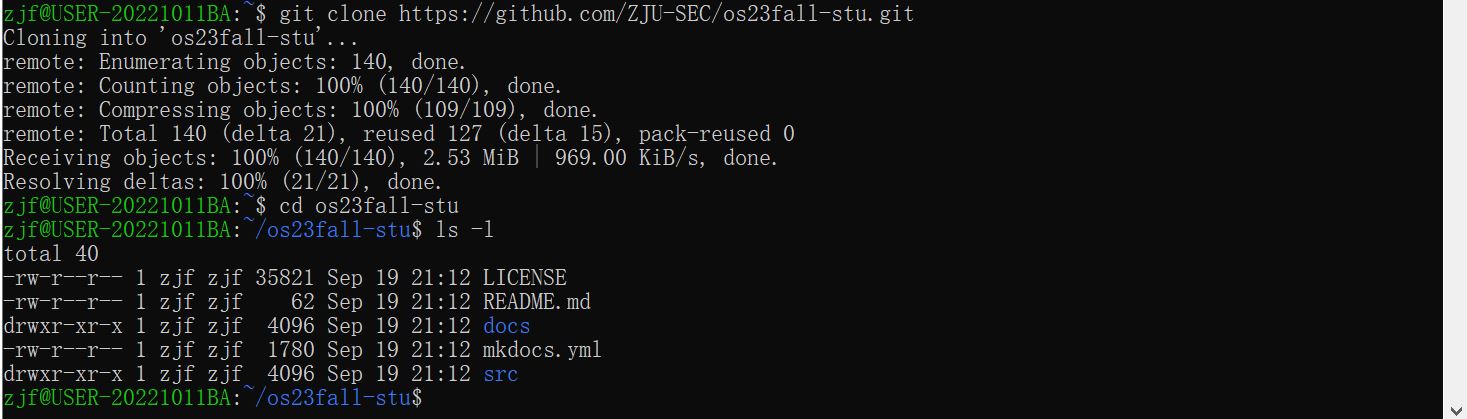 zjf@USER-20221011BA:~$ git clone https://github.com/ZJU-SEC/os23fall-stu.git
Cloning into 'os23fall-stu'...
remote: Enumerating objects: 140, done.
remote: Counting objects: 100% (140/140), done.
remote: Compressing objects: 100% (109/109), done.
remote: Total 140 (delta 21), reused 127 (delta 15), pack-reused 0
Receiving objects: 100% (140/140), 2.53 MiB | 969.00 KiB/s, done.
Resolving deltas: 100% (21/21), done.
zjf@USER-20221011BA:~$ cd os23fall-stu
zjf@USER-20221011BA:~/os23fall-stu$ ls -l
total 40
-rw-r--r-- 1 zjf zjf 35821 Sep 19 21:12 LICENSE
-rw-r--r-- 1 zjf zjf    62 Sep 19 21:12 README.md
drwxr-xr-x 1 zjf zjf  4096 Sep 19 21:12 docs
-rw-r--r-- 1 zjf zjf  1780 Sep 19 21:12 mkdocs.yml
drwxr-xr-x 1 zjf zjf  4096 Sep 19 21:12 src
zjf@USER-20221011BA:~/os23fall-stu$